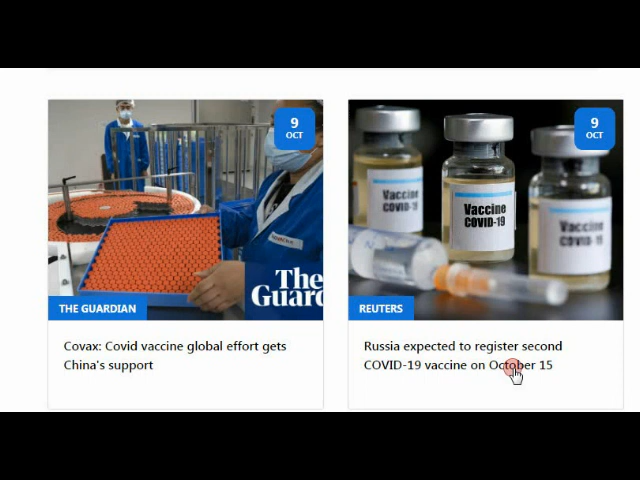 9
OCT
The
Guard
THE GUARDIAN
Covax: Covid vaccine global effort gets
China's support
9
OCT
Vaccine
COVID-19
Vaccine
COVID-19
Vaccine
COVID-19
REUTERS
Russia expected to register second
COVID-19 vaccine on October 15